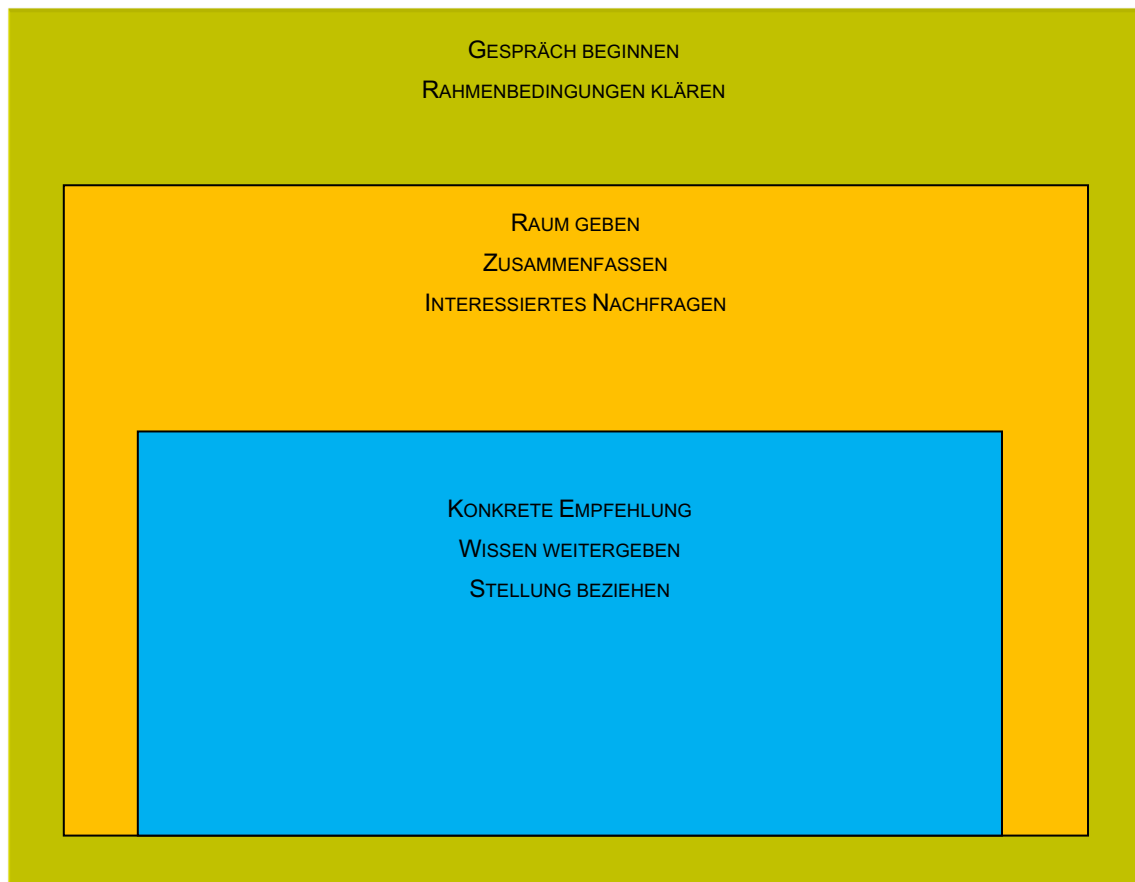 Gespräch beginnen
Rahmenbedingungen klären
Raum geben
Zusammenfassen
Interessiertes Nachfragen
Konkrete Empfehlung
Wissen weitergeben
Stellung beziehen